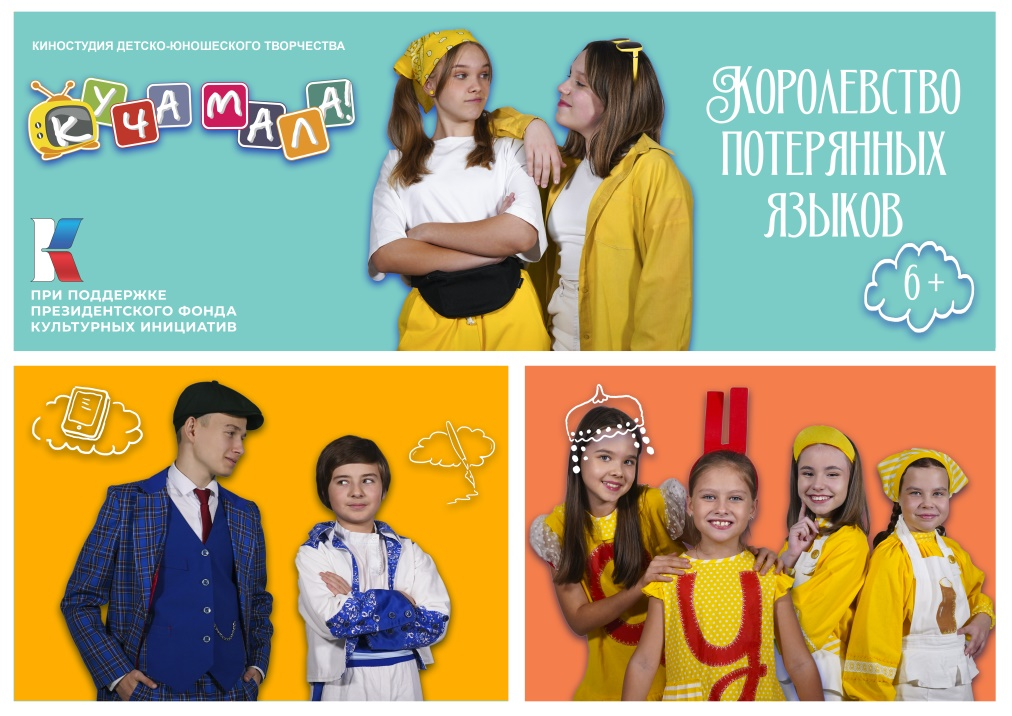 КИНОСТУДИЯ ДЕТСКО-ЮНОШЕСКОГО ТВОРЧЕСТВА
КУЧА МАЛА!
КОРОЛЕВСТВО
ПОТЕРЯННЫХ
ЯЗЫКОВ
6+
К
ПРИ ПОДДЕРЖКЕ
ПРЕЗИДЕНТСКОГО ФОНДА
КУЛЬТУРНЫХ ИНИЦИАТИВ
Ц
У